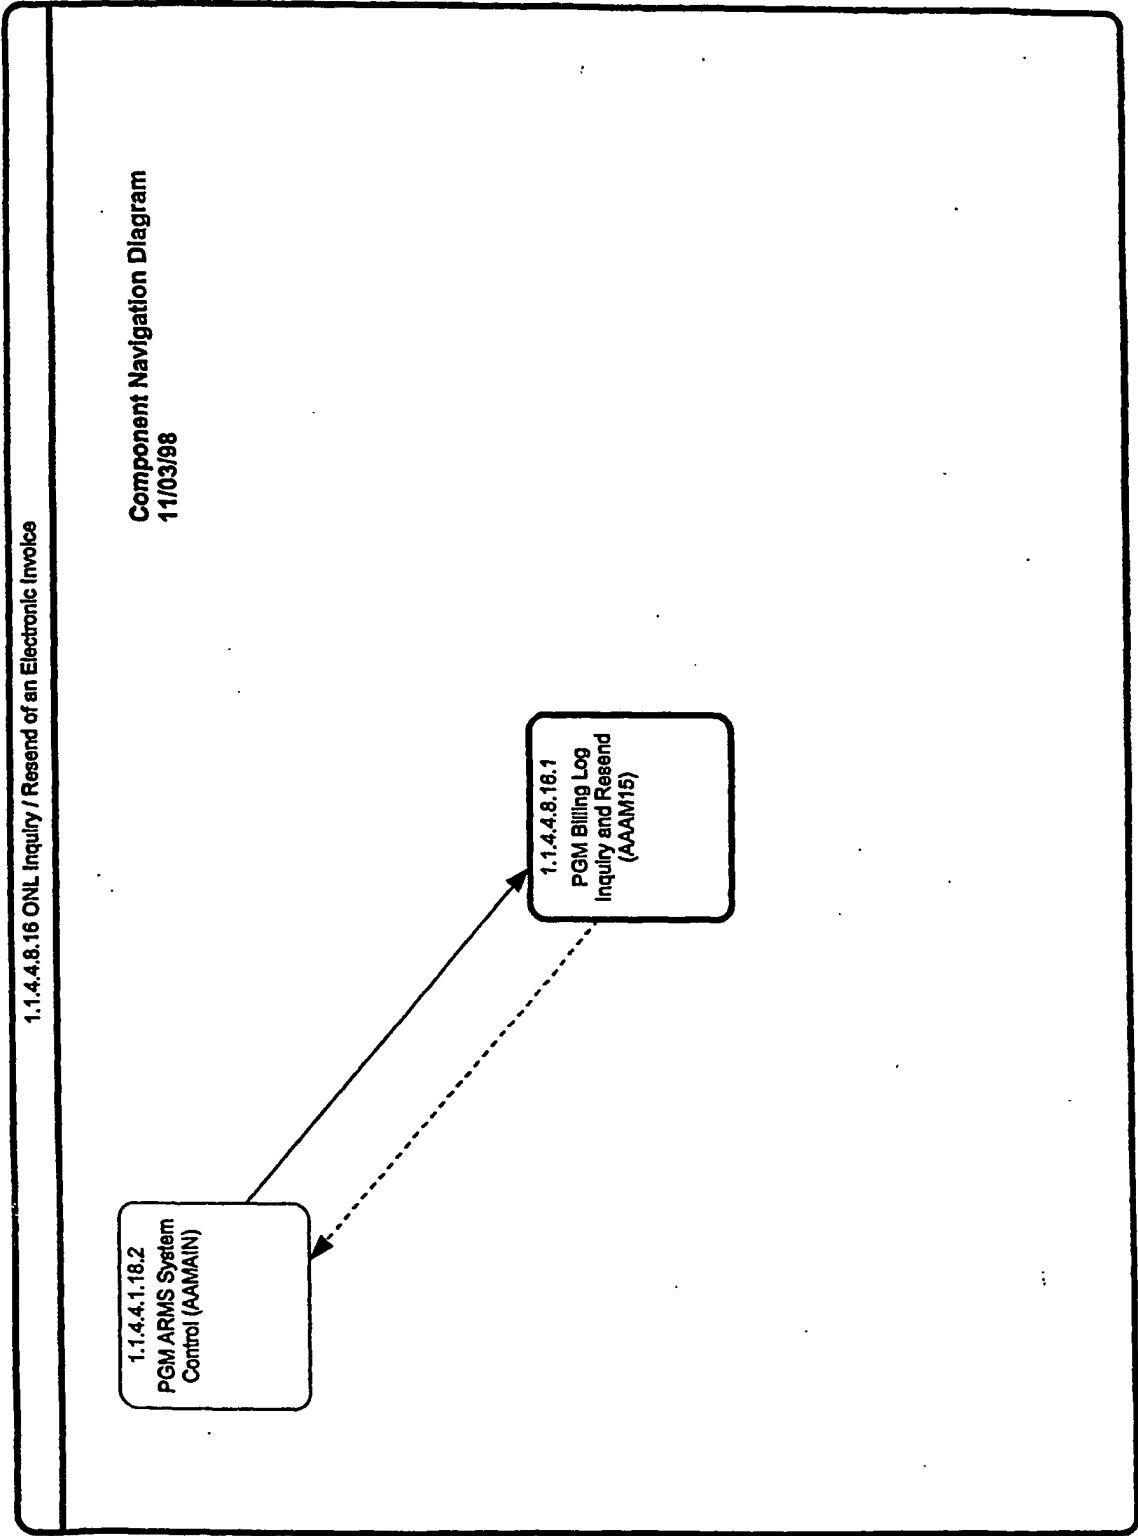 1.1.4.4.8.16 ONL Inquiry / Resend of an Electronic Invoice
Component Navigation Diagram
11/03/98
1.1.4.4.1.18.2
PGM ARMS System
Control (AAMAIN)
1.1.4.4.8.16.1
PGM Billing Log
Inquiry and Resend
(AAAM15)